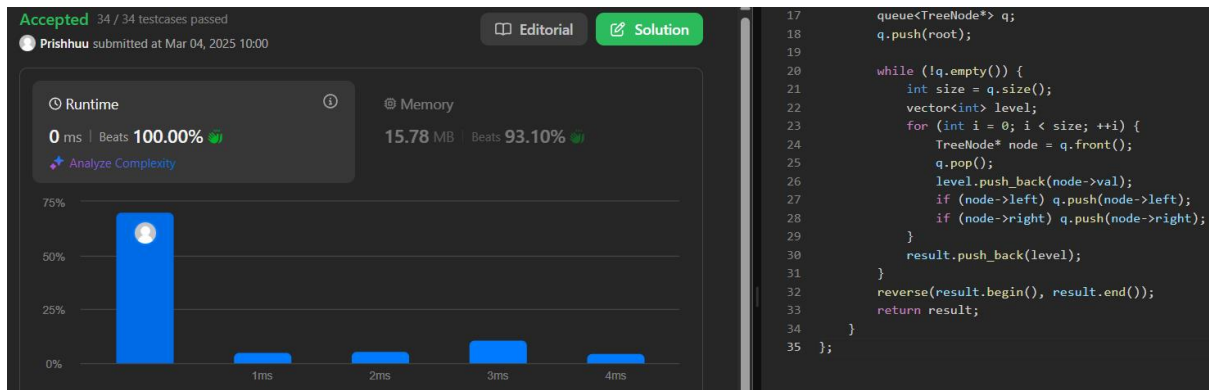 Accepted 34 / 34 testcases passed
Prishhuu submitted at Mar 04, 2025 10:00
Editorial
Solution
Runtime
0 ms | Beats 100.00%
Analyze Complexity
Memory
15.78 MB | Beats 93.10%
75%
50%
25%
0%
1ms 2ms 3ms 4ms
17 queue<TreeNode*> q;
18 q.push(root);
19
20 while (!q.empty()) {
21 int size = q.size();
22 vector<int> level;
23 for (int i = 0; i < size; ++i) {
24 TreeNode* node = q.front();
25 q.pop();
26 level.push_back(node->val);
27 if (node->left) q.push(node->left);
28 if (node->right) q.push(node->right);
29 }
30 result.push_back(level);
31 }
32 reverse(result.begin(), result.end());
33 return result;
34 }
35 };